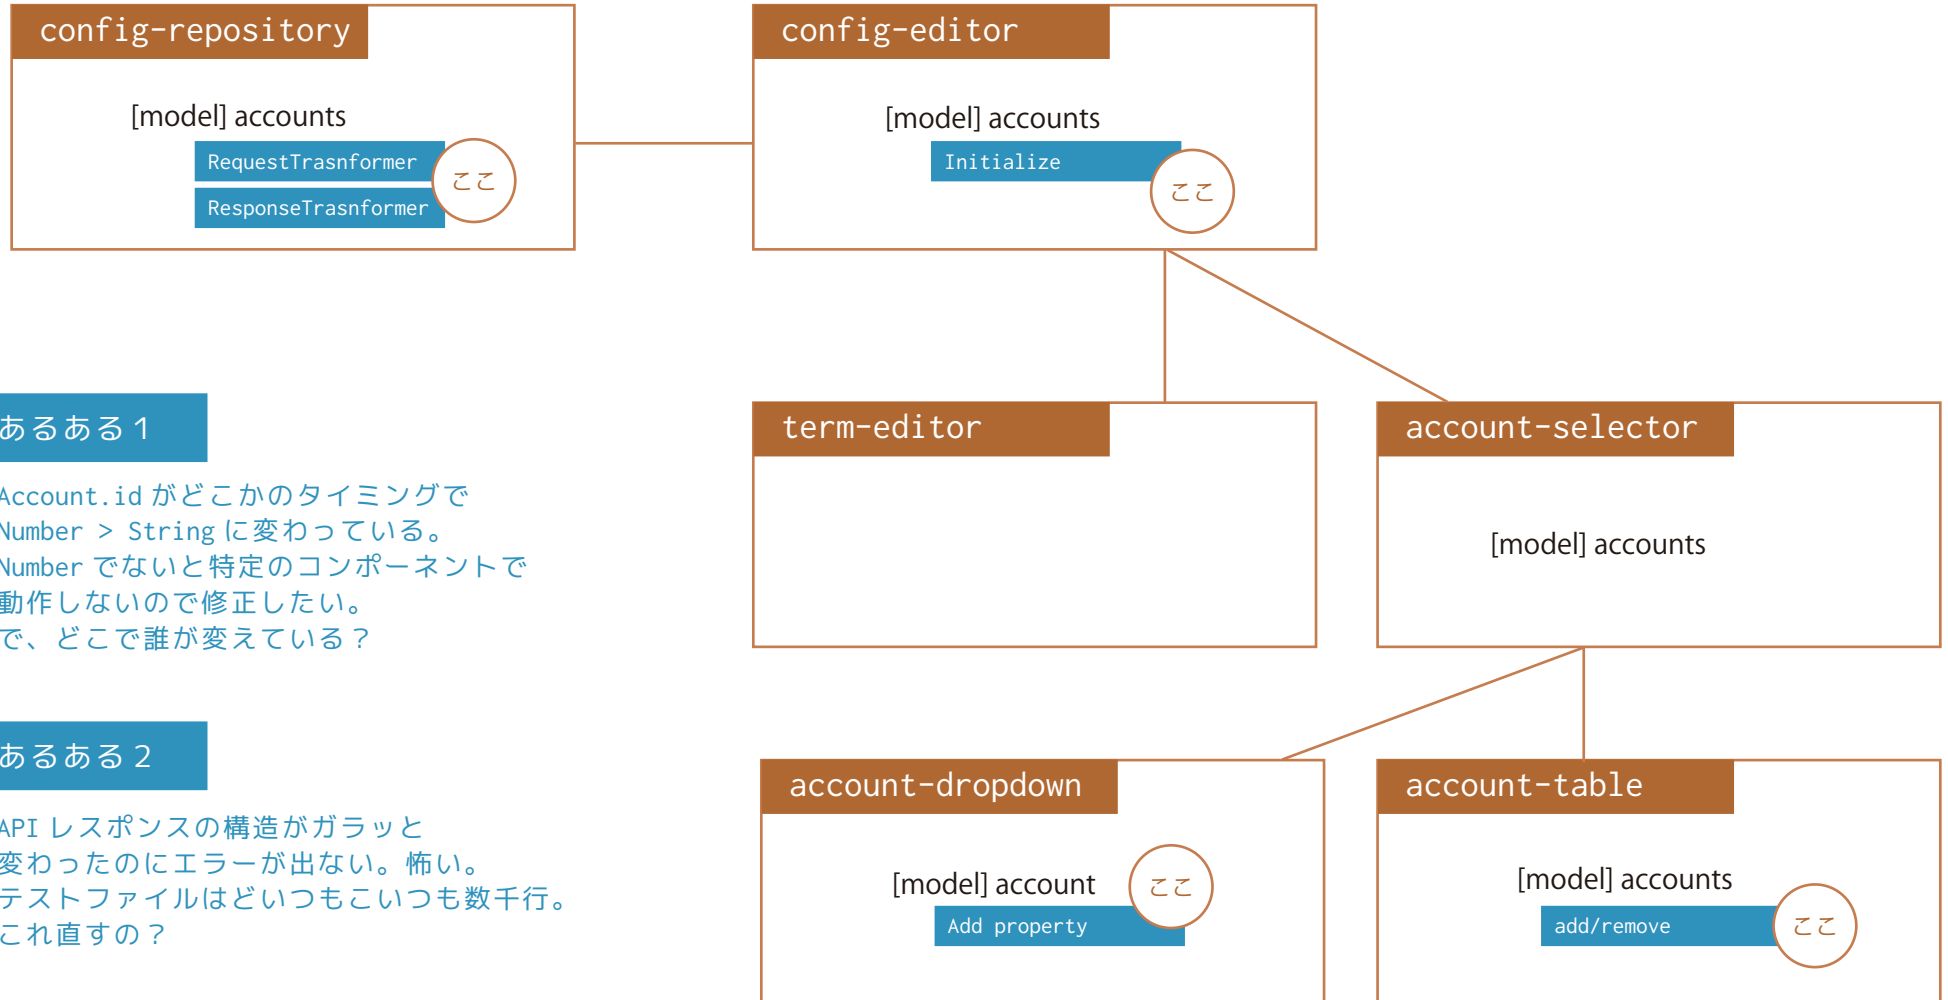 config-repository
[model] accounts
RequestTrasnformer
ResponseTrasnformer
ここ
config-editor
[model] accounts
Initialize
ここ
あるある１
Account.id がどこかのタイミングで
Number > String に変わっている。
Number でないと特定のコンポーネントで
動作しないので修正したい。
で、どこで誰が変えている？
term-editor
account-selector
[model] accounts
あるある２
API レスポンスの構造がガラッと
変わったのにエラーが出ない。怖い。
テストファイルはどいつもこいつも数千行。
これ直すの？
account-dropdown
[model] account
ここ
Add property
account-table
[model] accounts
add/remove
ここ